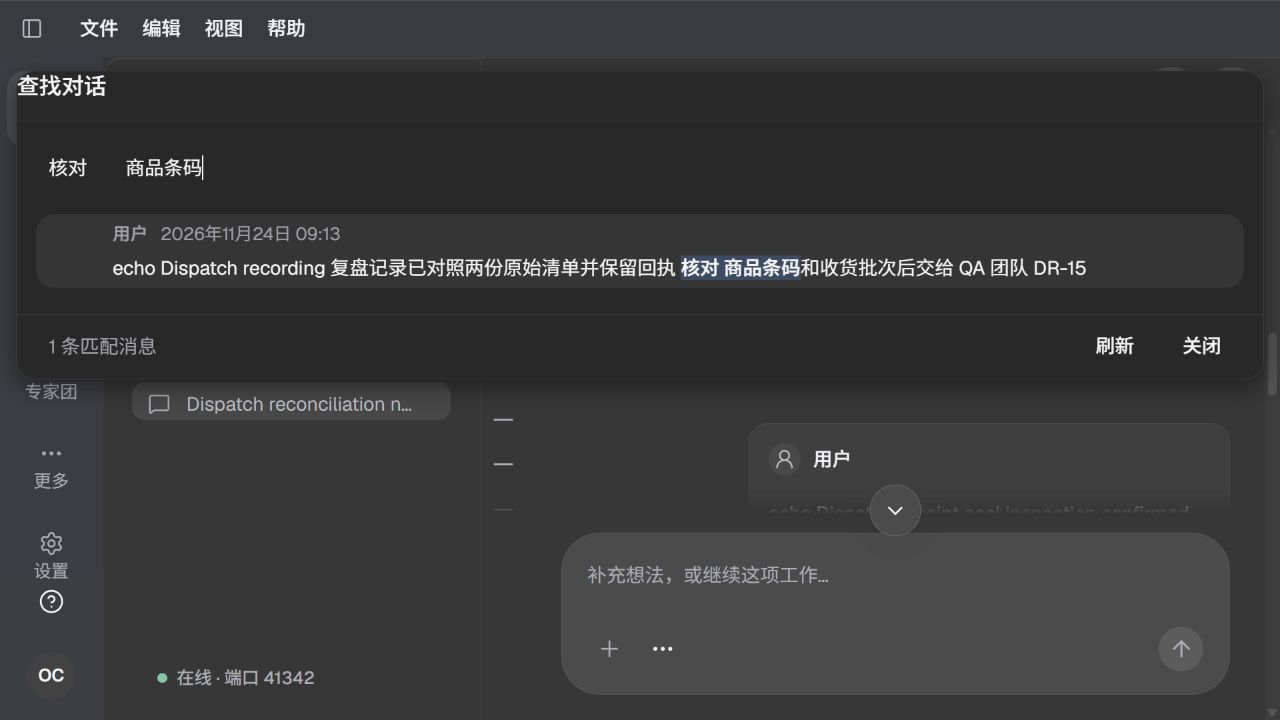 文件 编辑 视图 帮助
查找对话
核对 商品条码
用户 2026年11月24日 09:13
echo Dispatch recording 复盘记录已对照两份原始清单并保留回执 核对 商品条码和收货批次后交给 QA 团队 DR-15
1 条匹配消息
刷新 关闭
专家团
Dispatch reconciliation n...
更多
用户
设置
补充想法，或继续这项工作...
OC
在线 · 端口 41342